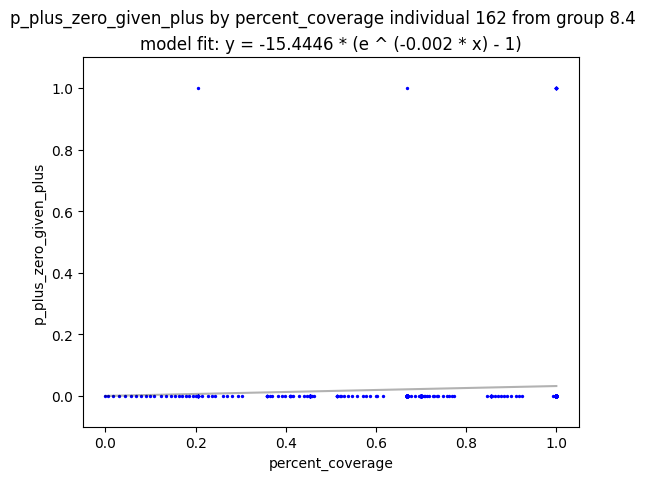 p_plus_zero_given_plus by percent_coverage individual 162 from group 8.4
model fit: y = -15.4446 * (e ^ (-0.002 * x) - 1)
1.0
0.8
0.6
0.4
0.2
0.0
p_plus_zero_given_plus
0.0 0.2 0.4 0.6 0.8 1.0
percent_coverage